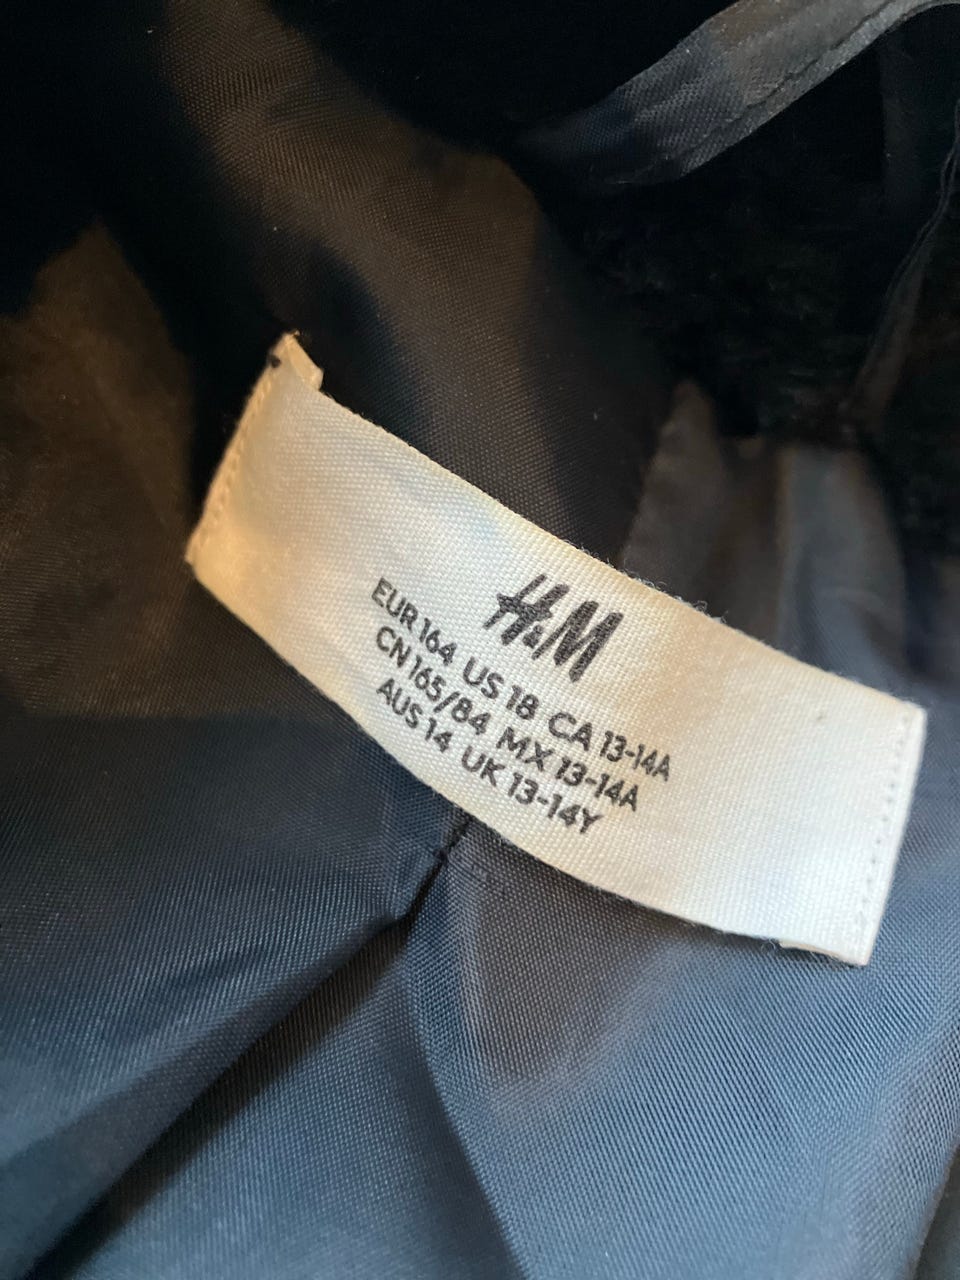 H&M
EUR 164 US 18 CA 13-14A
CN 165/84 MX 13-14A
AUS 14 UK 13-14Y